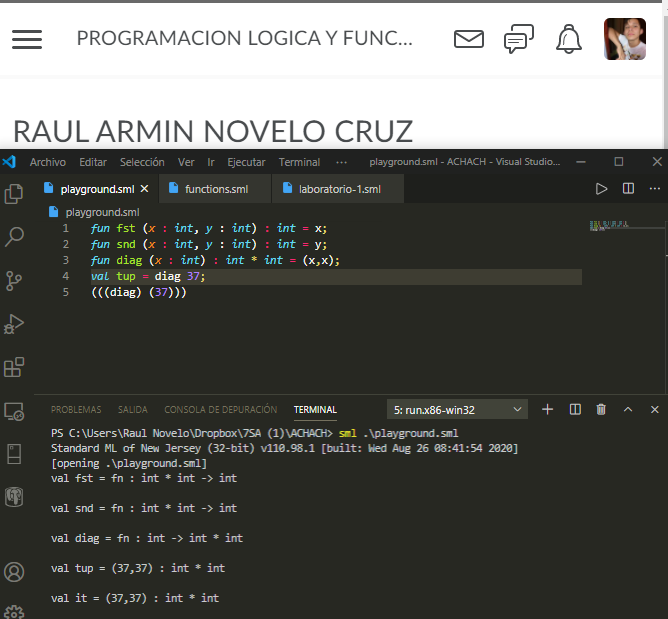 PROGRAMACION LOGICA Y FUNC...
RAUL ARMIN NOVELO CRUZ
Archivo Editar Selección Ver Ir Ejecutar Terminal ··· playground.sml - ACHACH - Visual Studio...
playground.sml functions.sml laboratorio-1.sml
playground.sml
1 fun fst (x : int, y : int) : int = x;
2 fun snd (x : int, y : int) : int = y;
3 fun diag (x : int) : int * int = (x,x);
4 val tup = diag 37;
5 (((diag) (37)))
PROBLEMAS SALIDA CONSOLA DE DEPURACIÓN TERMINAL 5: run.x86-win32
PS C:\Users\Raul Novelo\Dropbox\7SA (1)\ACHACH> sml .\playground.sml
Standard ML of New Jersey (32-bit) v110.98.1 [built: Wed Aug 26 08:41:54 2020]
[opening .\playground.sml]
val fst = fn : int * int -> int
val snd = fn : int * int -> int
val diag = fn : int -> int * int
val tup = (37,37) : int * int
val it = (37,37) : int * int